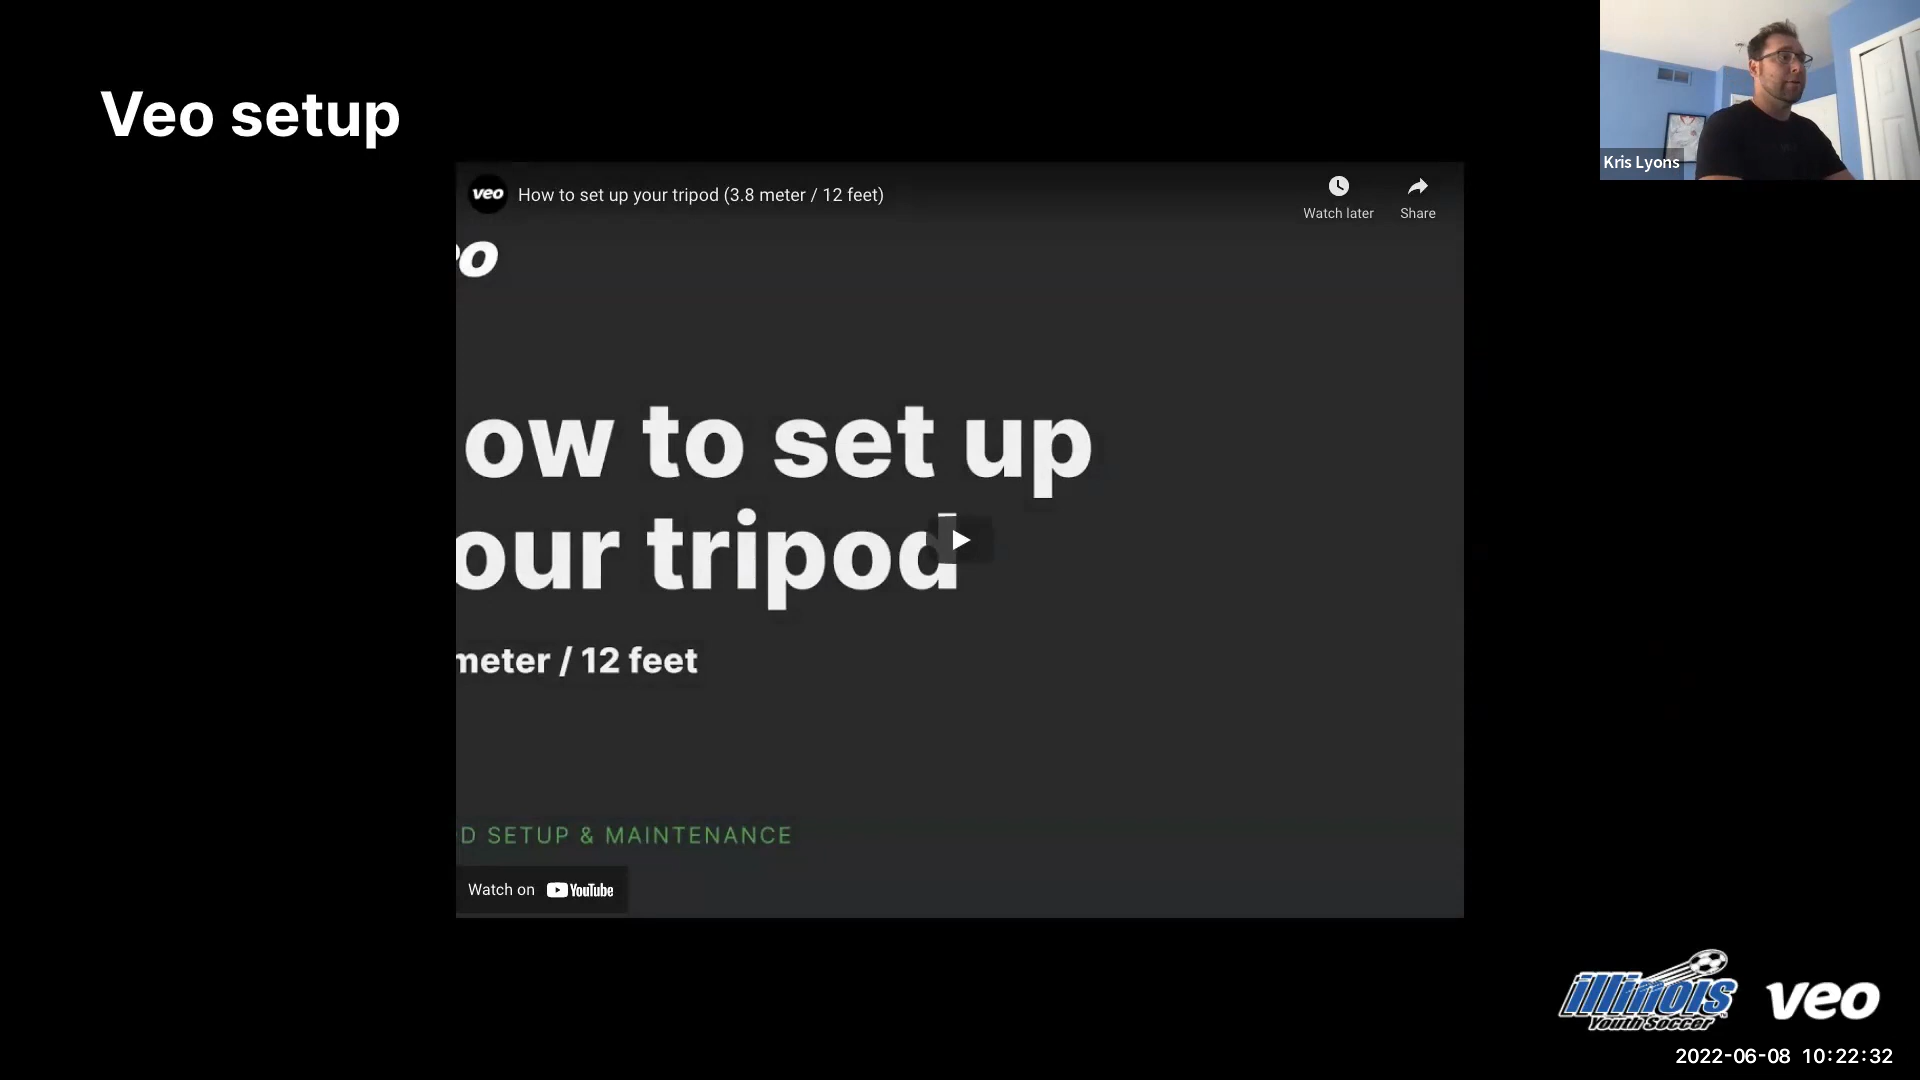 Veo setup
Kris Lyons
veo
How to set up your tripod (3.8 meter / 12 feet)
Watch later
Share
eo
ow to set up
our tripod
meter / 12 feet
D SETUP & MAINTENANCE
Watch on YouTube
illinois
Youth Soccer
veo
2022-06-08 10:22:32